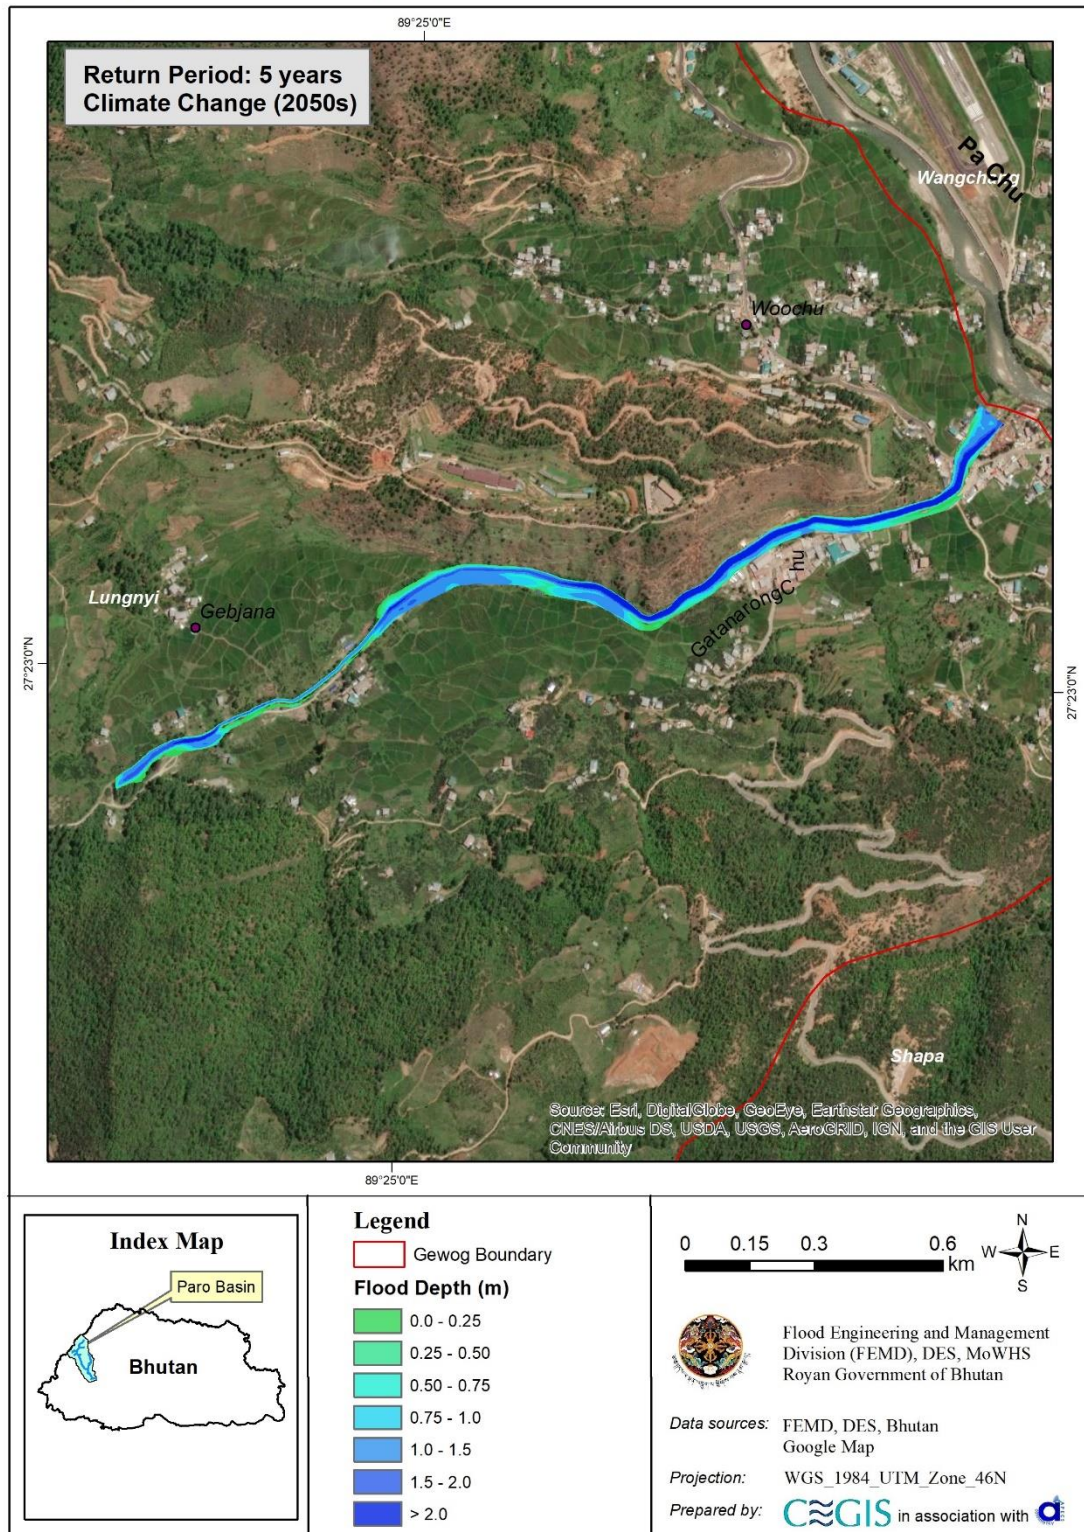 89°25'0"E
Return Period: 5 years
Climate Change (2050s)
Pa Chu
Wangchang
Woochu
Lungnyi
Gebjana
GatanarongC hu
27°23'0"N
27°23'0"N
Shapa
Source: Esri, DigitalGlobe, GeoEye, Earthstar Geographics,
CNES/Airbus DS, USDA, USGS, AeroGRID, IGN, and the GIS User
Community
89°25'0"E
Index Map
Paro Basin
Bhutan
Legend
Gewog Boundary
Flood Depth (m)
0.0 - 0.25
0.25 - 0.50
0.50 - 0.75
0.75 - 1.0
1.0 - 1.5
1.5 - 2.0
> 2.0
N
W E
S
0 0.15 0.3 0.6
km
Flood Engineering and Management
Division (FEMD), DES, MoWHS
Royan Government of Bhutan
Data sources: FEMD, DES, Bhutan
Google Map
Projection: WGS_1984_UTM_Zone_46N
Prepared by: CEGIS in association with